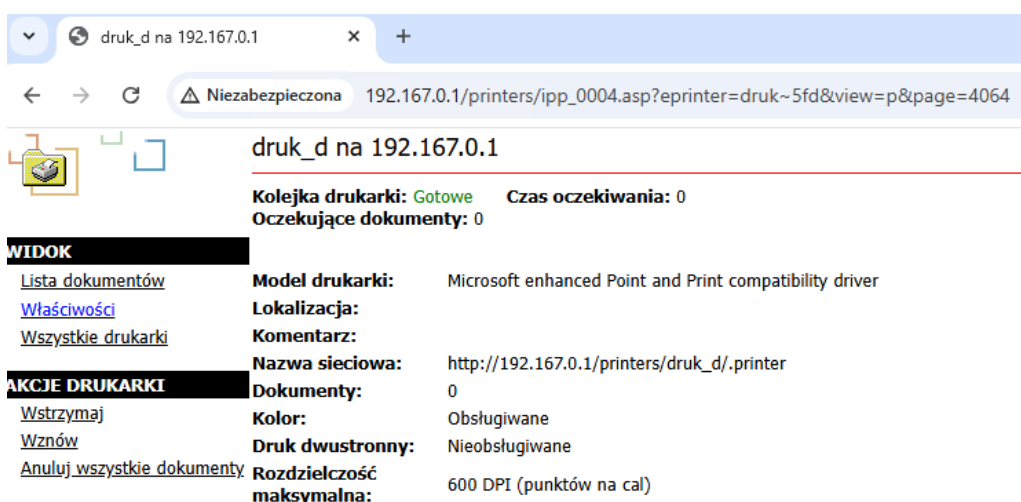 druk_d na 192.167.0.1
Niezabezpieczona 192.167.0.1/printers/ipp_0004.asp?eprinter=druk~5fd&view=p&page=4064
druk_d na 192.167.0.1
Kolejka drukarki: Gotowe Czas oczekiwania: 0
Oczekujące dokumenty: 0
WIDOK
Lista dokumentów
Właściwości
Wszystkie drukarki
AKCJE DRUKARKI
Wstrzymaj
Wznów
Anuluj wszystkie dokumenty
Model drukarki: Microsoft enhanced Point and Print compatibility driver
Lokalizacja:
Komentarz:
Nazwa sieciowa: http://192.167.0.1/printers/druk_d/.printer
Dokumenty: 0
Kolor: Obsługiwane
Druk dwustronny: Nieobsługiwane
Rozdzielczość
maksymalna: 600 DPI (punktów na cal)